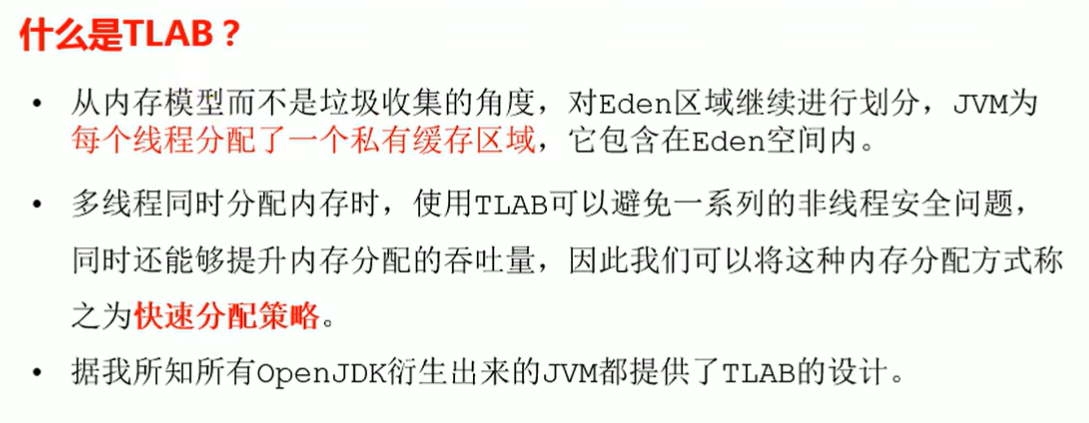 什么是TLAB？
• 从内存模型而不是垃圾收集的角度，对Eden区域继续进行划分，JVM为
每个线程分配了一个私有缓存区域，它包含在Eden空间内。
• 多线程同时分配内存时，使用TLAB可以避免一系列的非线程安全问题，
同时还能够提升内存分配的吞吐量，因此我们可以将这种内存分配方式称
之为快速分配策略。
• 据我所知所有OpenJDK衍生出来的JVM都提供了TLAB的设计。